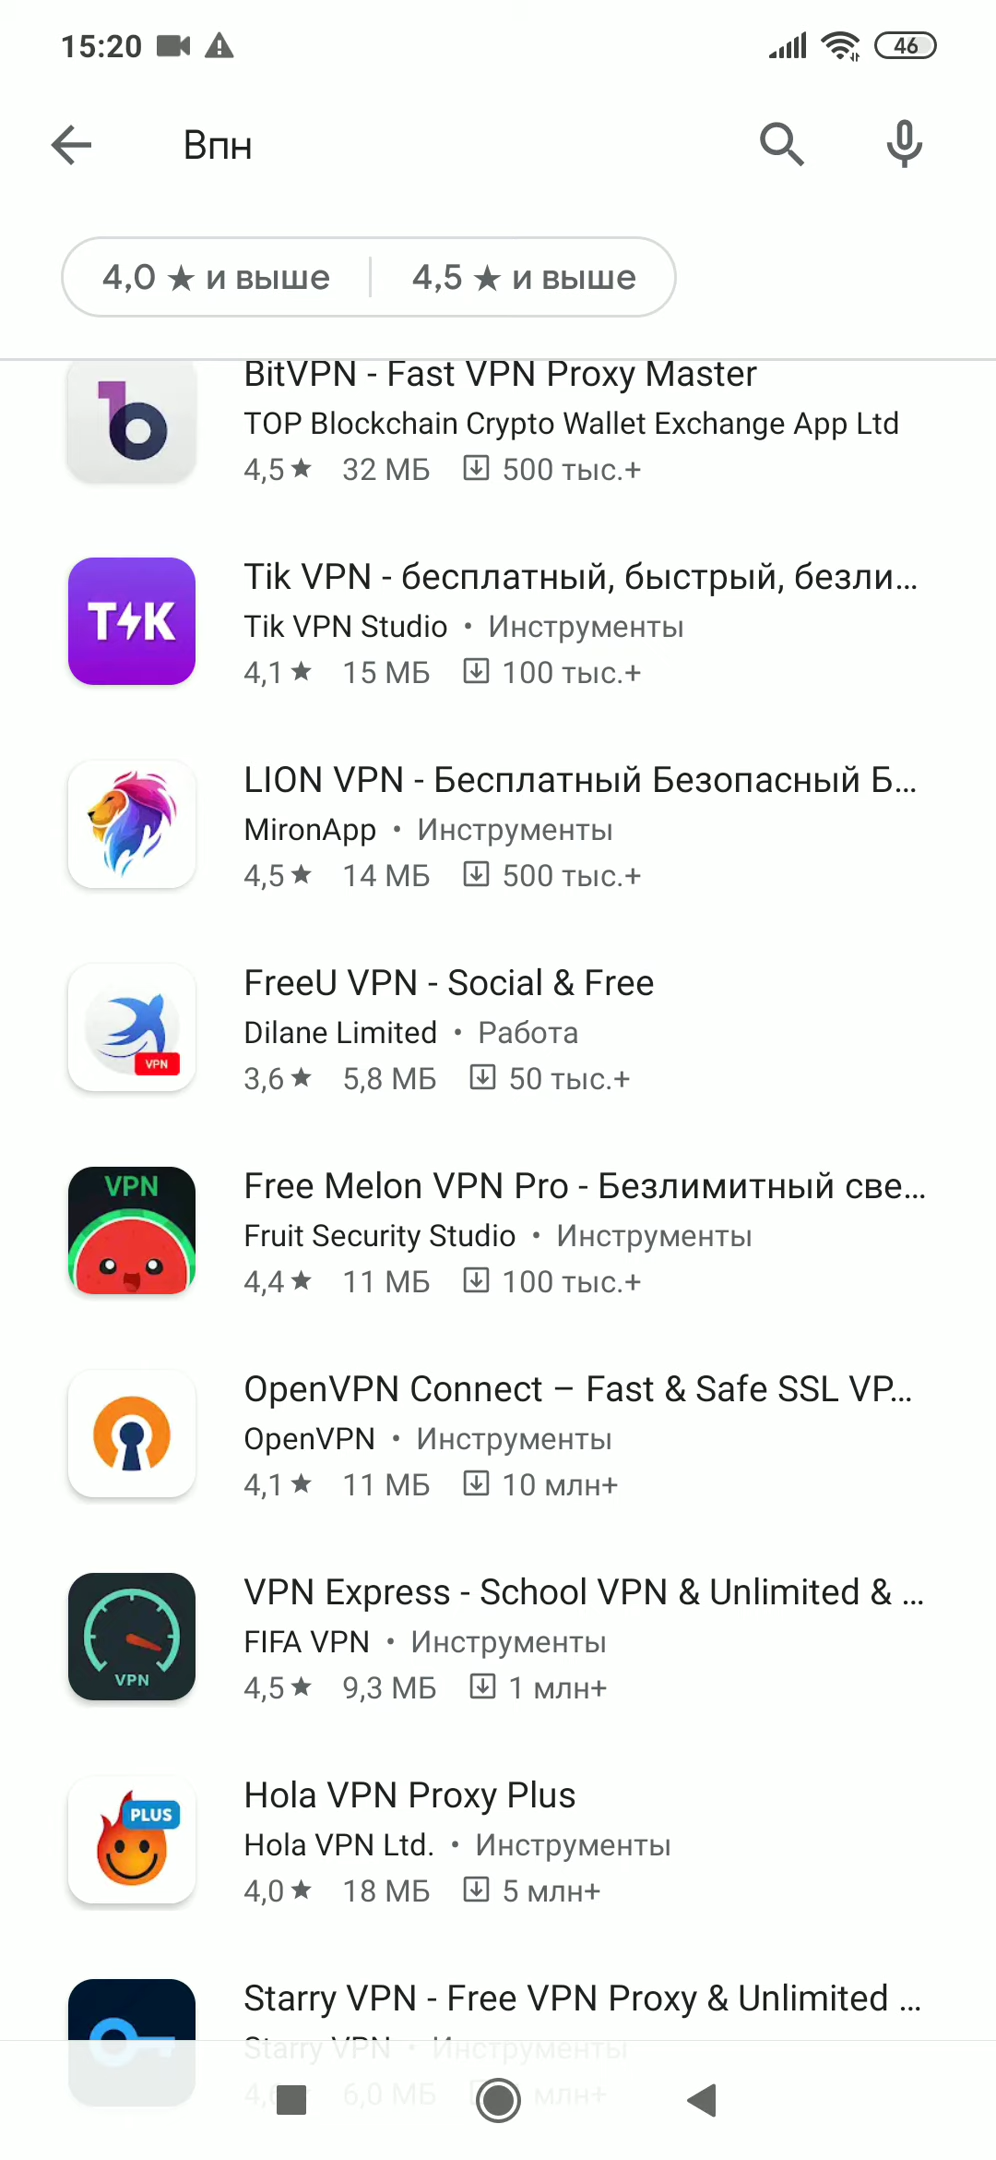 15:20
46
Впн
4,0 ★ и выше
4,5 ★ и выше
BitVPN - Fast VPN Proxy Master
TOP Blockchain Crypto Wallet Exchange App Ltd
4,5 ★ 32 МБ 500 тыс.+
TIK
Tik VPN - бесплатный, быстрый, безли...
Tik VPN Studio • Инструменты
4,1 ★ 15 МБ 100 тыс.+
LION VPN - Бесплатный Безопасный Б...
MironApp • Инструменты
4,5 ★ 14 МБ 500 тыс.+
VPN
FreeU VPN - Social & Free
Dilane Limited • Работа
3,6 ★ 5,8 МБ 50 тыс.+
VPN
Free Melon VPN Pro - Безлимитный све...
Fruit Security Studio • Инструменты
4,4 ★ 11 МБ 100 тыс.+
OpenVPN Connect – Fast & Safe SSL VP...
OpenVPN • Инструменты
4,1 ★ 11 МБ 10 млн+
VPN
VPN Express - School VPN & Unlimited & ...
FIFA VPN • Инструменты
4,5 ★ 9,3 МБ 1 млн+
PLUS
Hola VPN Proxy Plus
Hola VPN Ltd. • Инструменты
4,0 ★ 18 МБ 5 млн+
Starry VPN - Free VPN Proxy & Unlimited ...
Starry VPN • Инструменты
6,0 МБ млн+